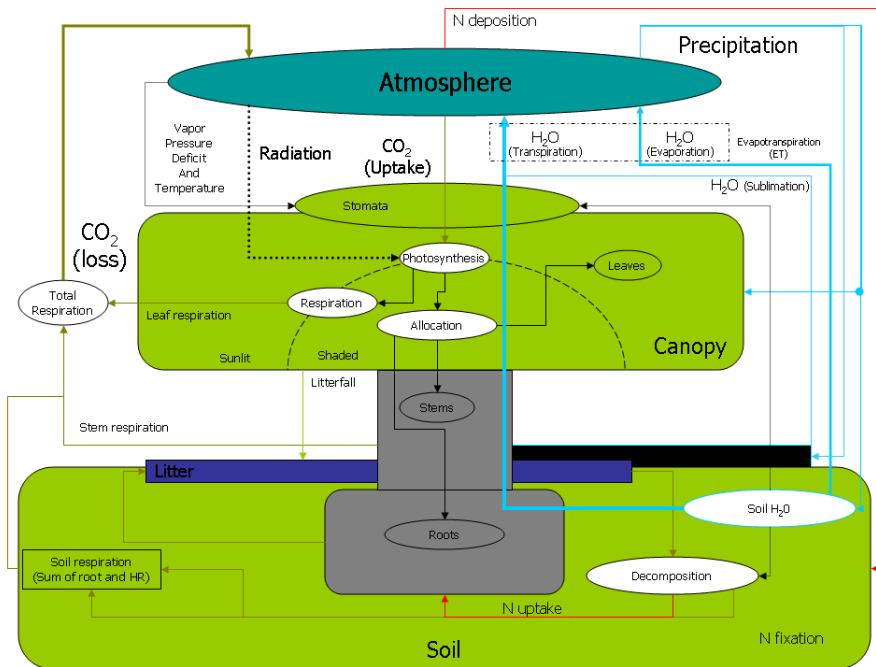 N deposition
Precipitation
Atmosphere
Vapor
Pressure
Deficit
And
Temperature
Radiation
CO₂
(Uptake)
H₂O
(Transpiration)
H₂O
(Evaporation)
Evapotranspiration
(ET)
H₂O (Sublimation)
Stomata
CO₂
(loss)
Photosynthesis
Leaves
Total
Respiration
Respiration
Leaf respiration
Allocation
Canopy
Sunlit
Shaded
Litterfall
Stems
Stem respiration
Litter
Soil H₂0
Roots
Soil respiration
(Sum of root and HR)
Decomposition
N uptake
N fixation
Soil